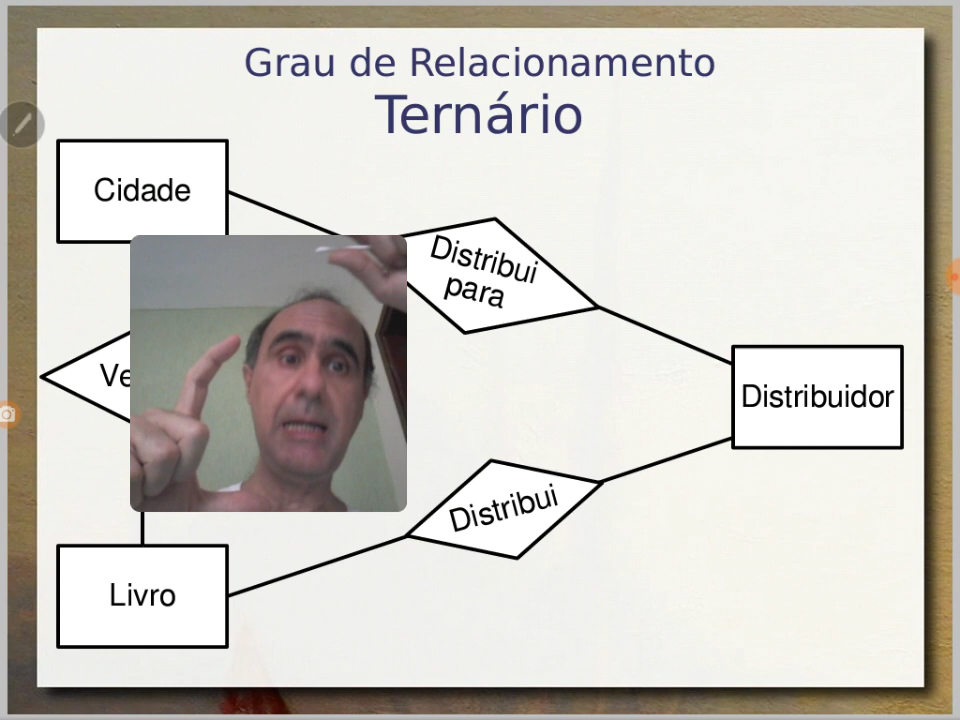 Grau de Relacionamento
Ternário
Cidade
Distribui
para
Distribuidor
Distribui
Livro